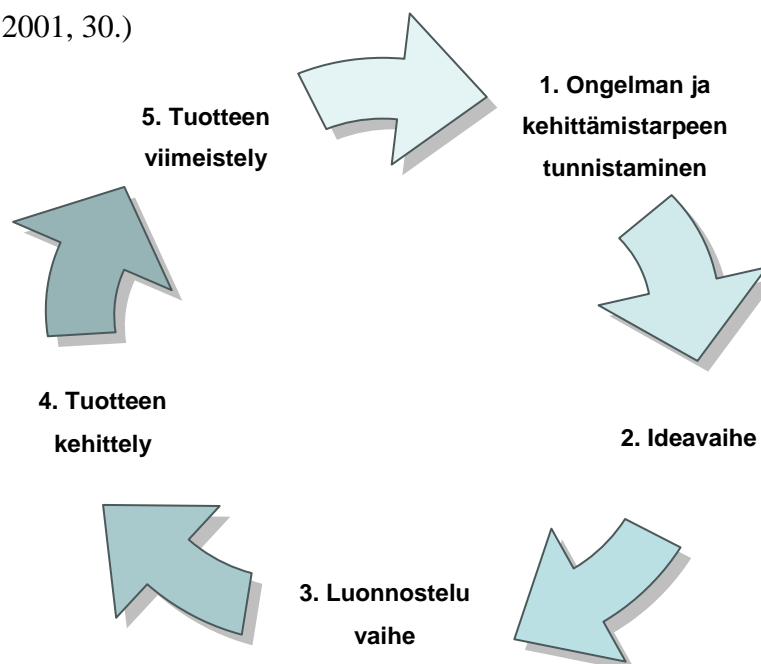 2001, 30.)
1. Ongelman ja
kehittämistarpeen
tunnistaminen
2. Ideavaihe
3. Luonnostelu
vaihe
4. Tuotteen
kehittely
5. Tuotteen
viimeistely